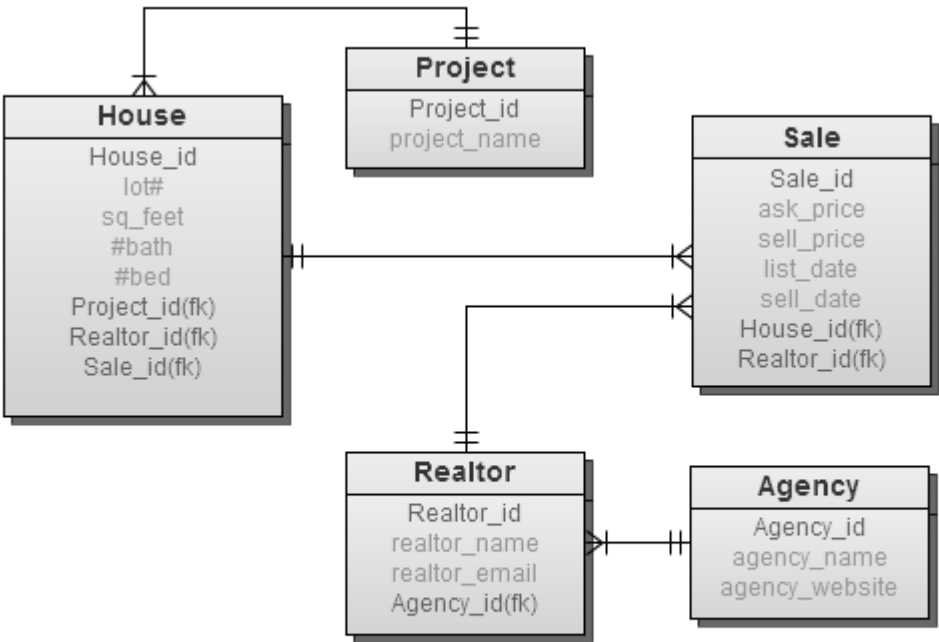 Project
Project_id
project_name
House
House_id
lot#
sq_feet
#bath
#bed
Project_id(fk)
Realtor_id(fk)
Sale_id(fk)
Sale
Sale_id
ask_price
sell_price
list_date
sell_date
House_id(fk)
Realtor_id(fk)
Realtor
Realtor_id
realtor_name
realtor_email
Agency_id(fk)
Agency
Agency_id
agency_name
agency_website